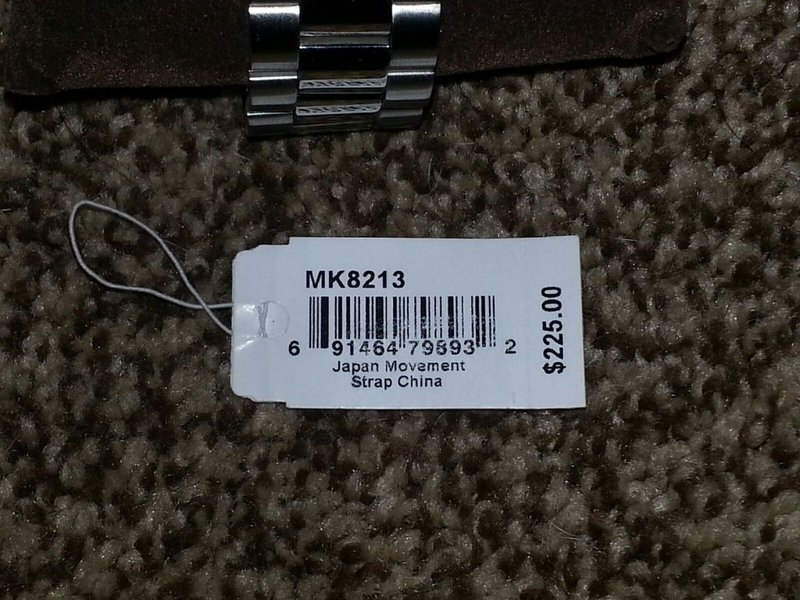 MK8213
6 91464 79893 2
Japan Movement
Strap China
$225.00